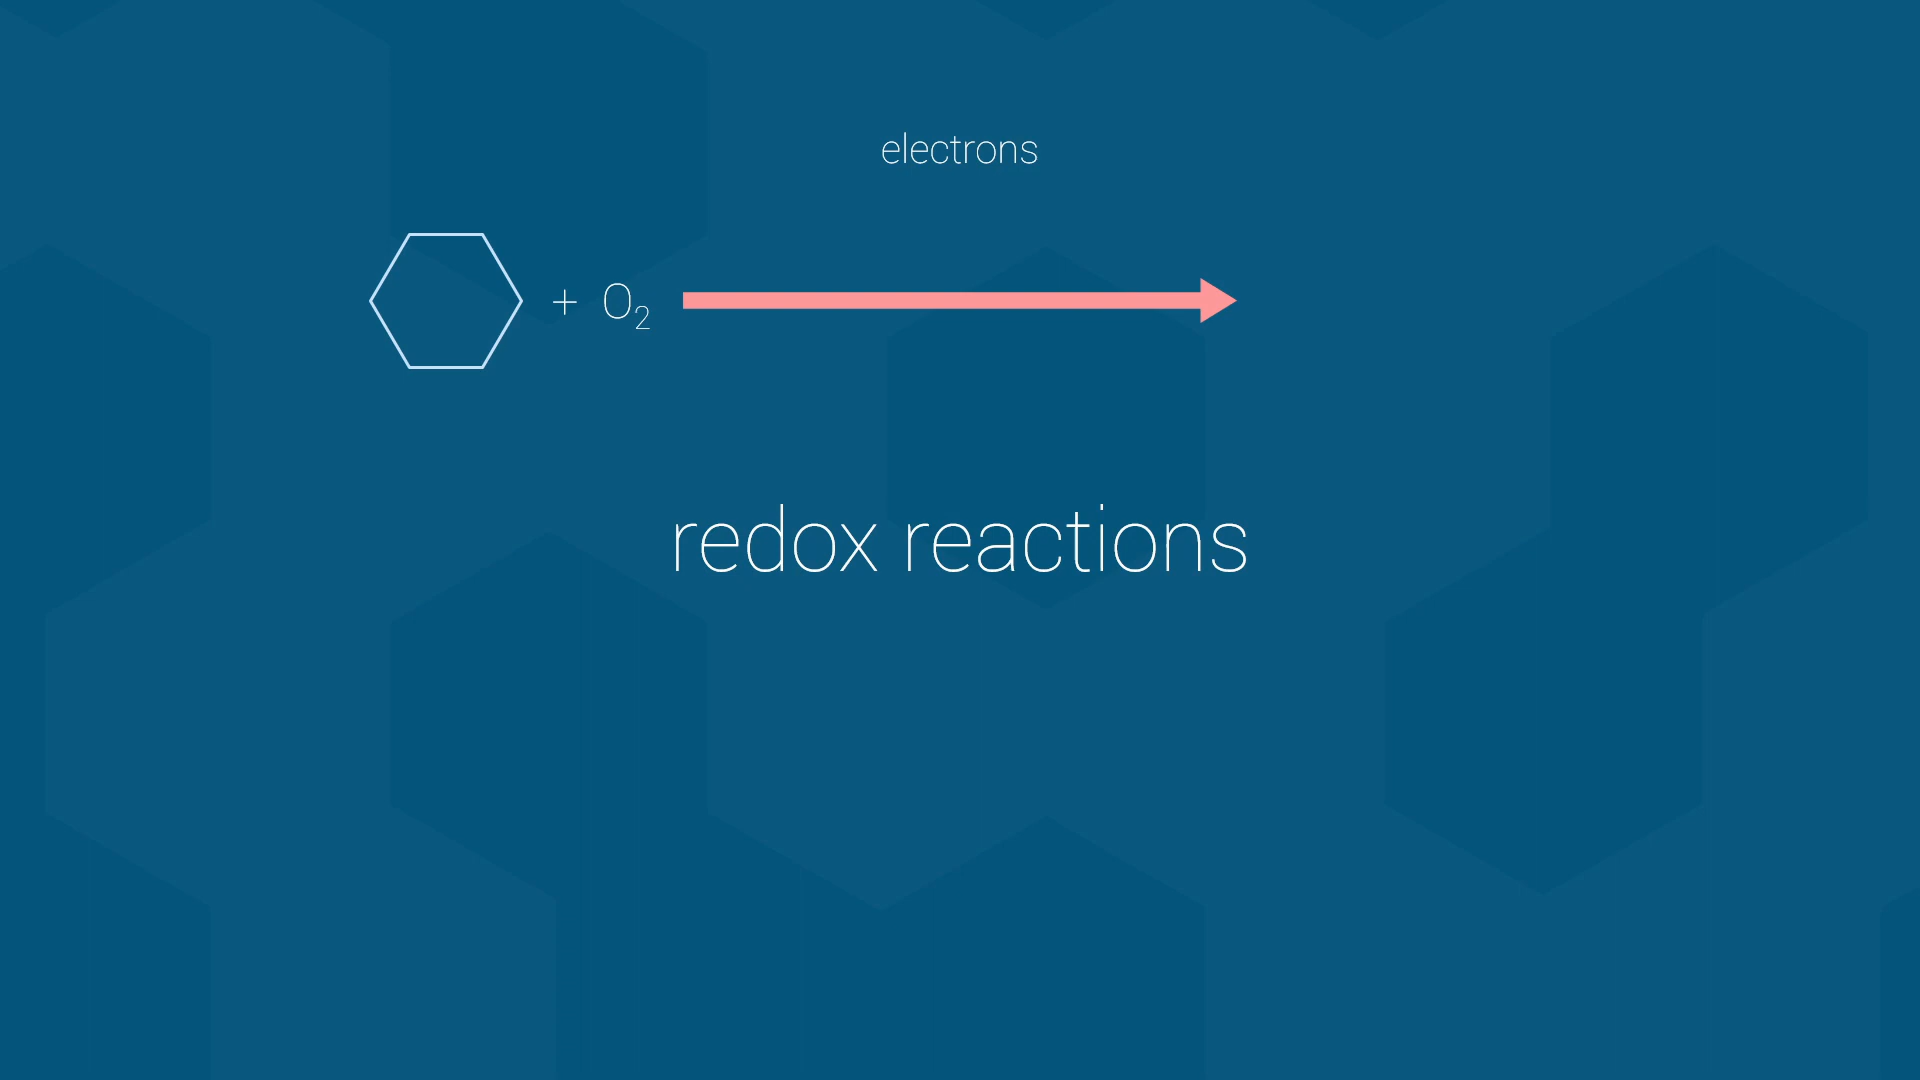 electrons
+ O₂
redox reactions